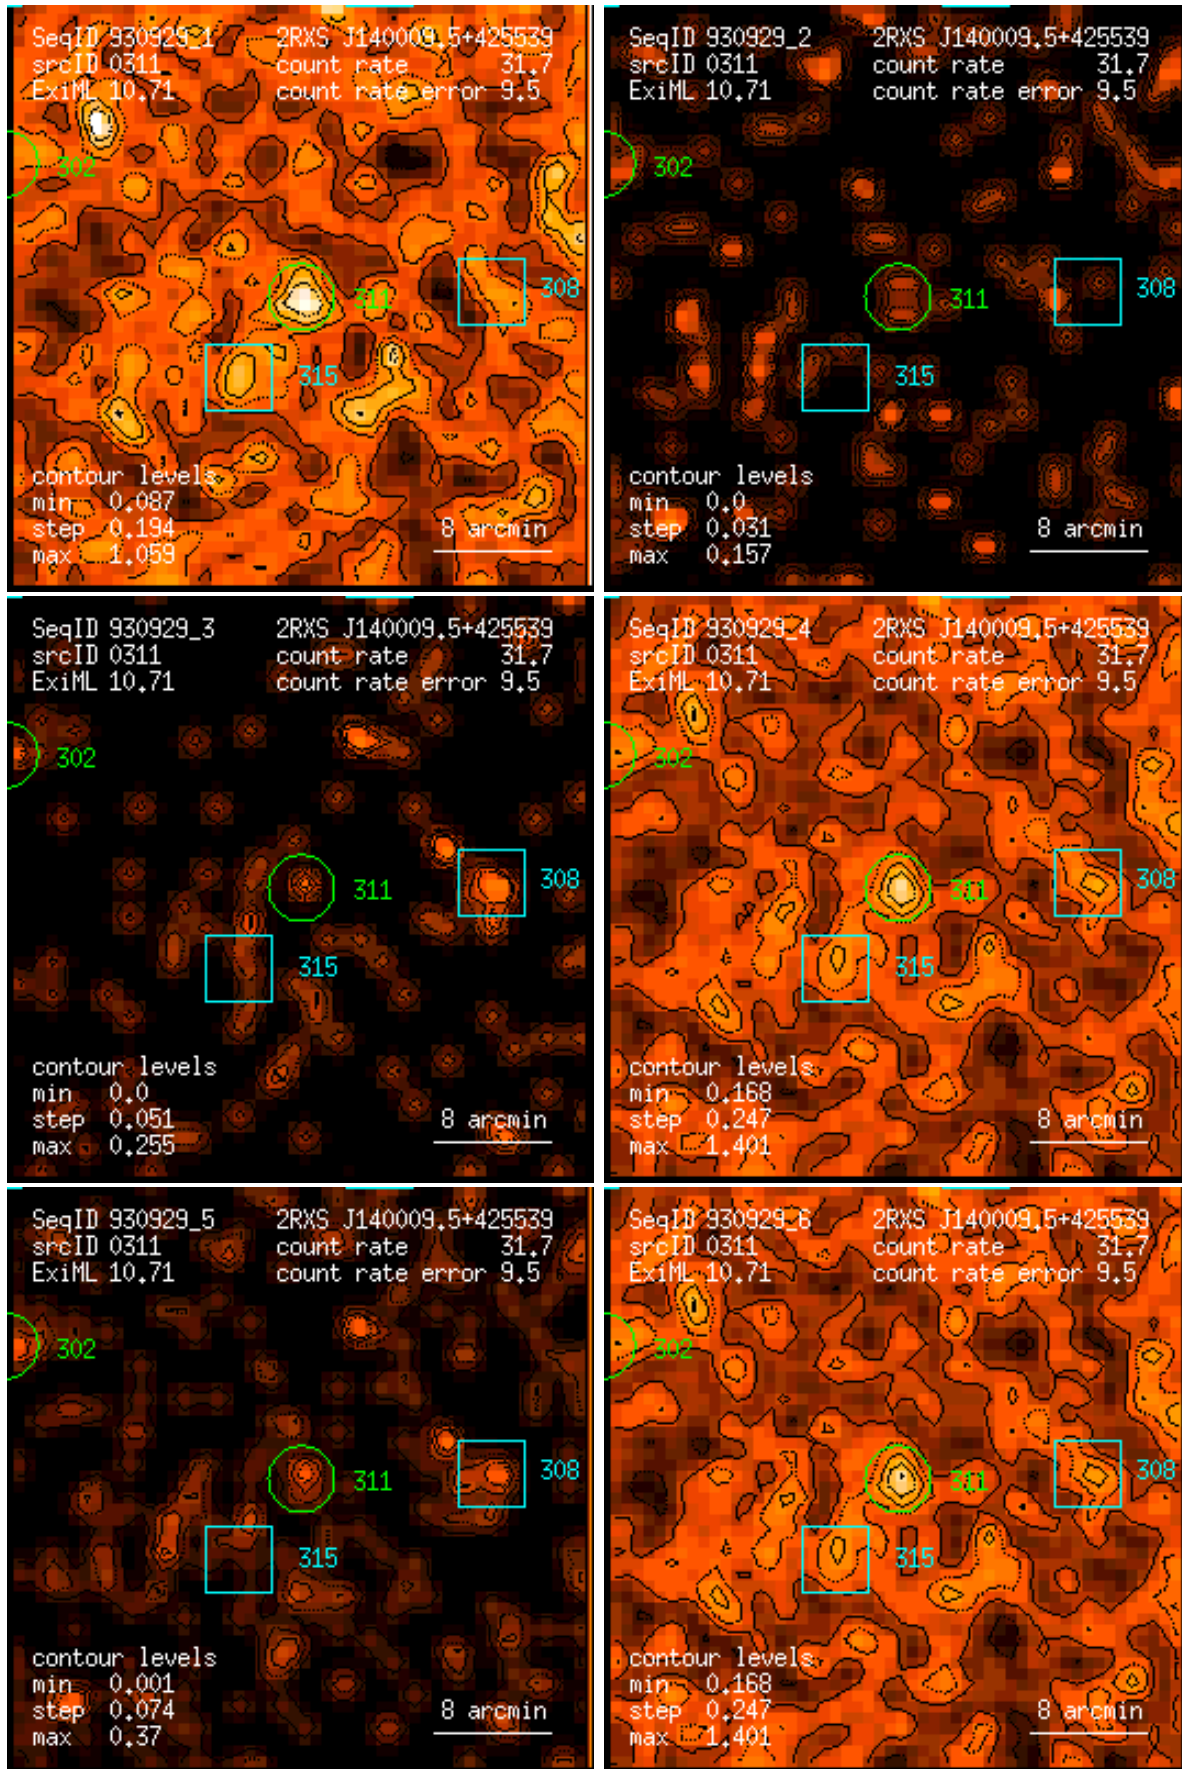 SeqID 930929_1 2RXS J140009.5+425539
srcID 0311 count rate 31.7
ExiML 10.71 count rate error 9.5
302
308
311
315
contour levels
min 0.087
step 0.194
max 1.059
8 arcmin
SeqID 930929_2 2RXS J140009.5+425539
srcID 0311 count rate 31.7
ExiML 10.71 count rate error 9.5
302
308
311
315
contour levels
min 0.0
step 0.031
max 0.157
8 arcmin
SeqID 930929_3 2RXS J140009.5+425539
srcID 0311 count rate 31.7
ExiML 10.71 count rate error 9.5
302
308
311
315
contour levels
min 0.0
step 0.051
max 0.255
8 arcmin
SeqID 930929_4 2RXS J140009.5+425539
srcID 0311 count rate 31.7
ExiML 10.71 count rate error 9.5
302
308
311
315
contour levels
min 0.168
step 0.247
max 1.401
8 arcmin
SeqID 930929_5 2RXS J140009.5+425539
srcID 0311 count rate 31.7
ExiML 10.71 count rate error 9.5
302
308
311
315
contour levels
min 0.001
step 0.074
max 0.37
8 arcmin
SeqID 930929_6 2RXS J140009.5+425539
srcID 0311 count rate 31.7
ExiML 10.71 count rate error 9.5
302
308
311
315
contour levels
min 0.168
step 0.247
max 1.401
8 arcmin